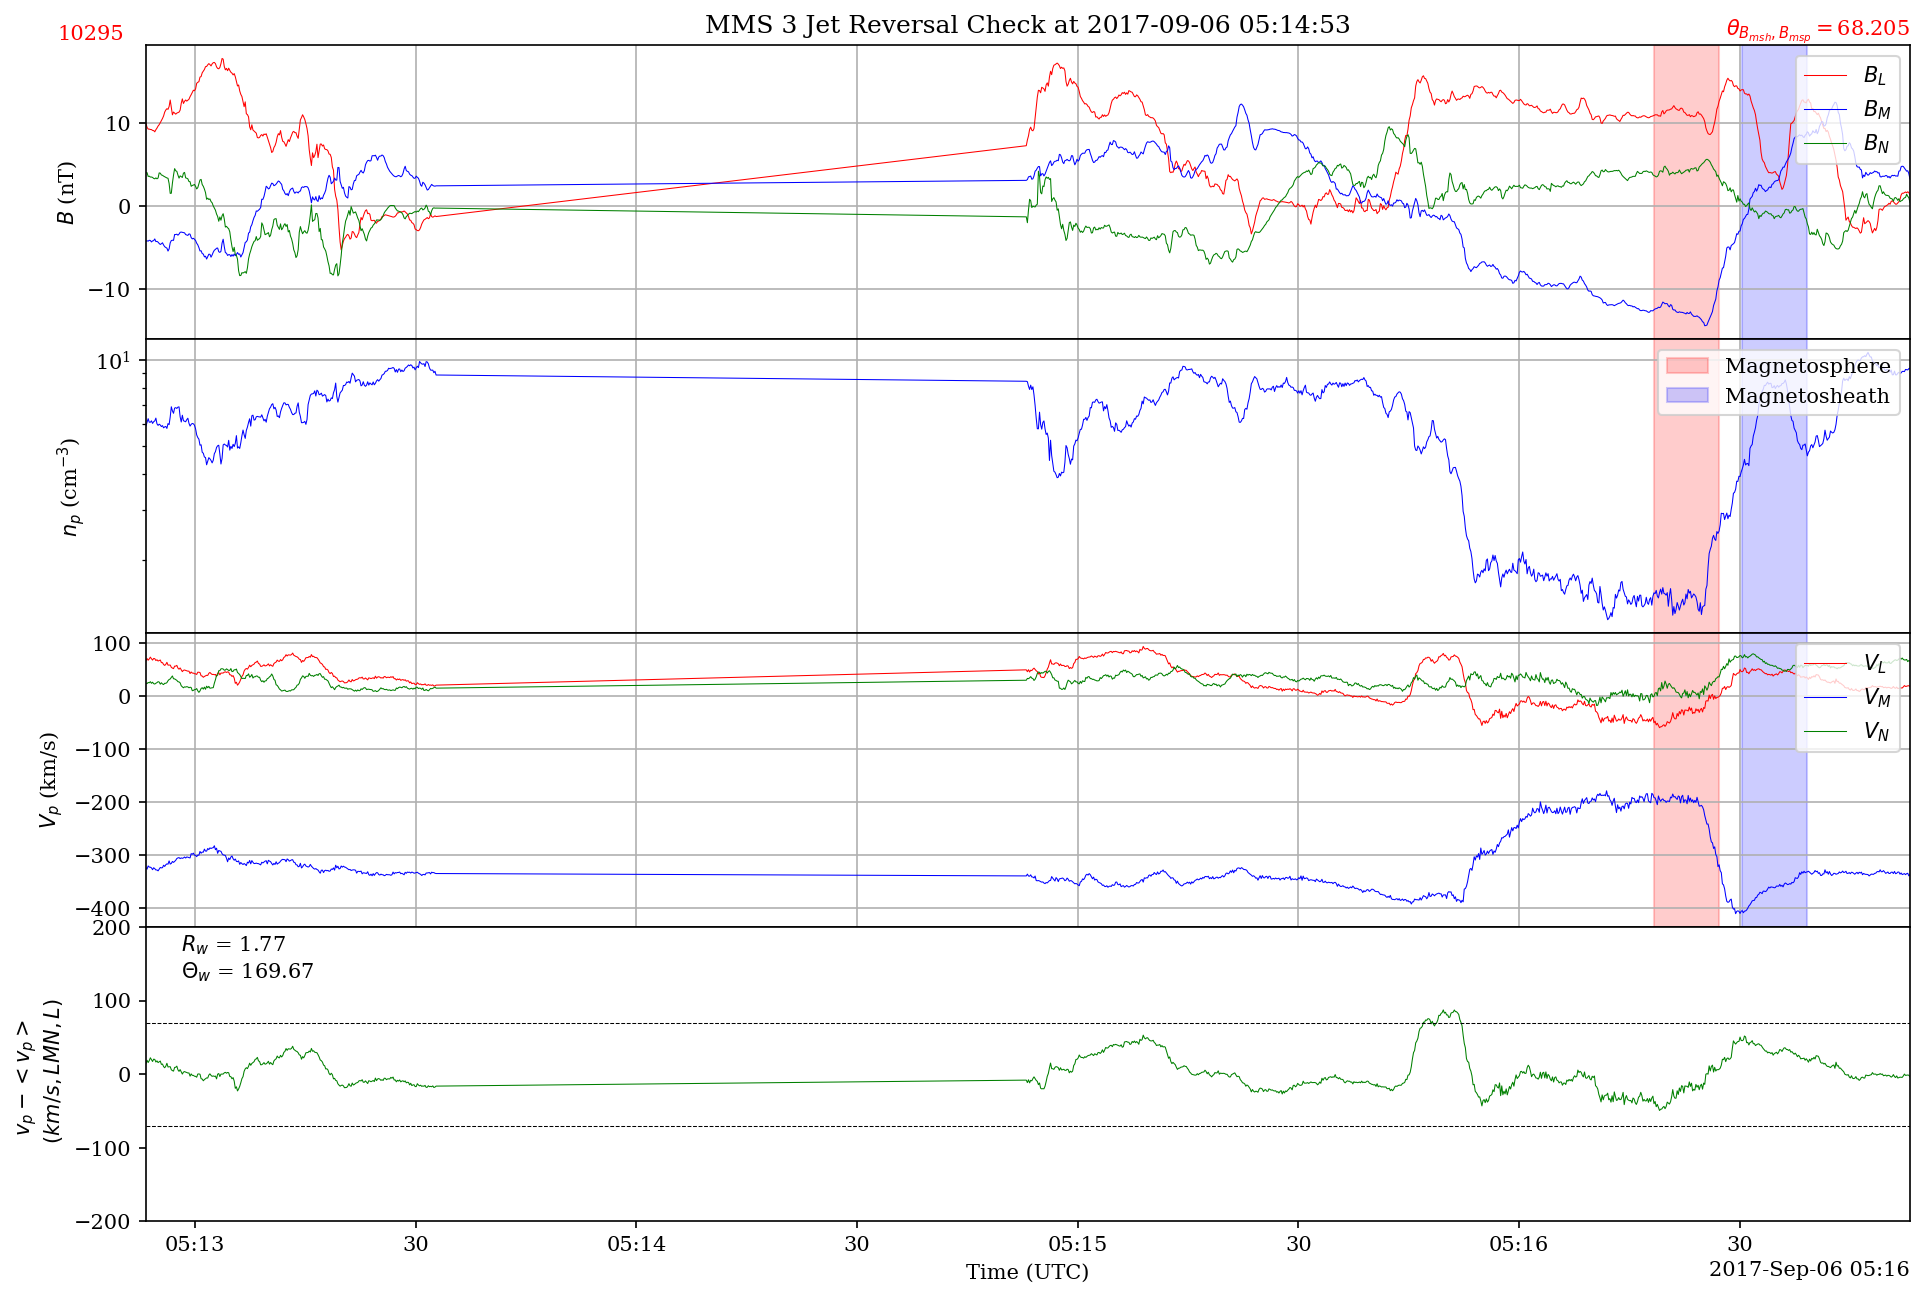 MMS 3 Jet Reversal Check at 2017-09-06 05:14:53
10295
θ_{B_{msh}, B_{msp}} = 68.205
B (nT)
10
0
−10
B_L
B_M
B_N
n_p (cm^{−3})
10^1
Magnetosphere
Magnetosheath
V_p (km/s)
100
0
−100
−200
−300
−400
V_L
V_M
V_N
v_p − < v_p >
(km/s, LMN, L)
200
100
0
−100
−200
R_w = 1.77
Θ_w = 169.67
05:13
30
05:14
30
05:15
30
05:16
30
Time (UTC)
2017-Sep-06 05:16